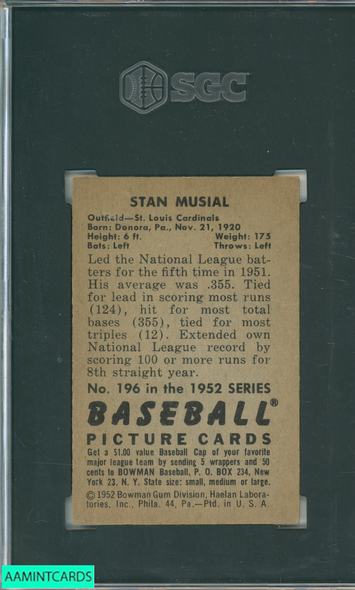 SGC
STAN MUSIAL
Outfield—St. Louis Cardinals
Born: Donora, Pa., Nov. 21, 1920
Height: 6 ft. Weight: 175
Bats: Left Throws: Left
Led the National League bat-
ters for the fifth time in 1951.
His average was .355. Tied
for lead in scoring most runs
(124), hit for most total
bases (355), tied for most
triples (12). Extended own
National League record by
scoring 100 or more runs for
8th straight year.
No. 196 in the 1952 SERIES
BASEBALL®
PICTURE CARDS
Get a $1.00 value Baseball Cap of your favorite
major league team by sending 5 wrappers and 50
cents to BOWMAN Baseball, P. O. BOX 234, New
York 23, N. Y. State size: small, medium or large.
©1952 Bowman Gum Division, Haelan Labora-
tories, Inc., Phila. 44, Pa.—Ptd. in U. S. A.
AAMINTCARDS